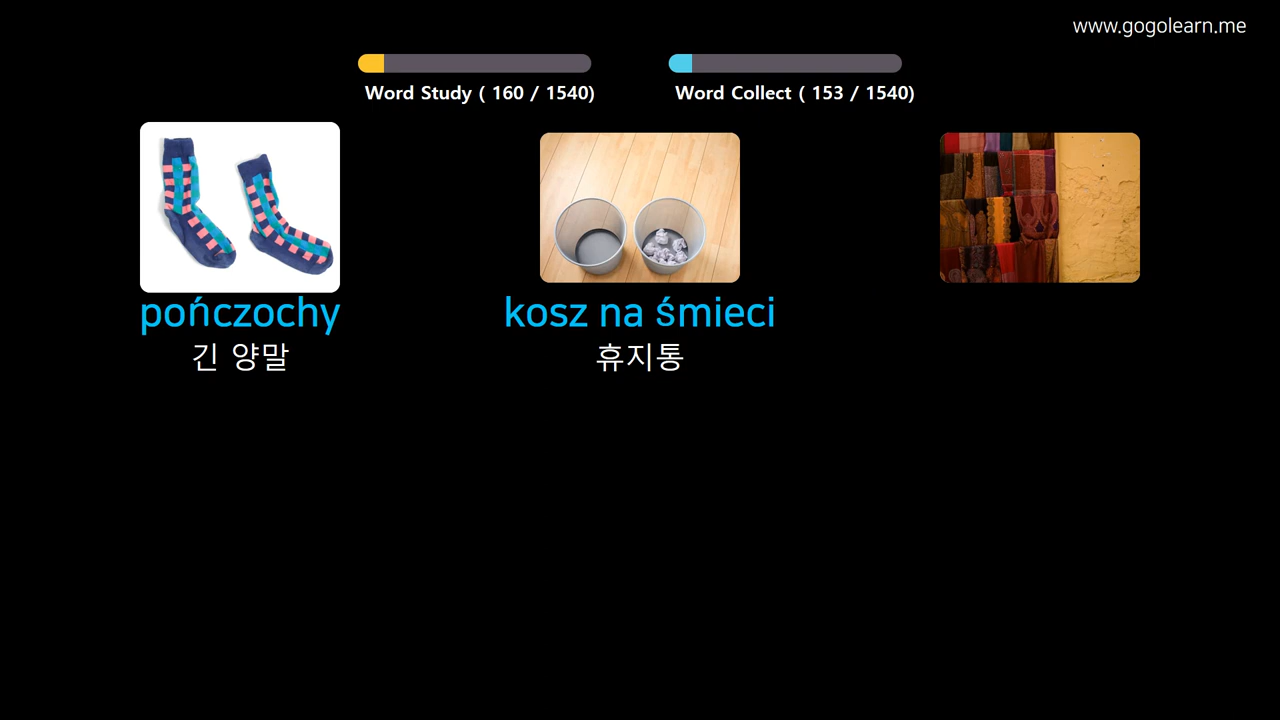 www.gogolearn.me
Word Study ( 160 / 1540)
Word Collect ( 153 / 1540)
pończochy
긴 양말
kosz na śmieci
휴지통